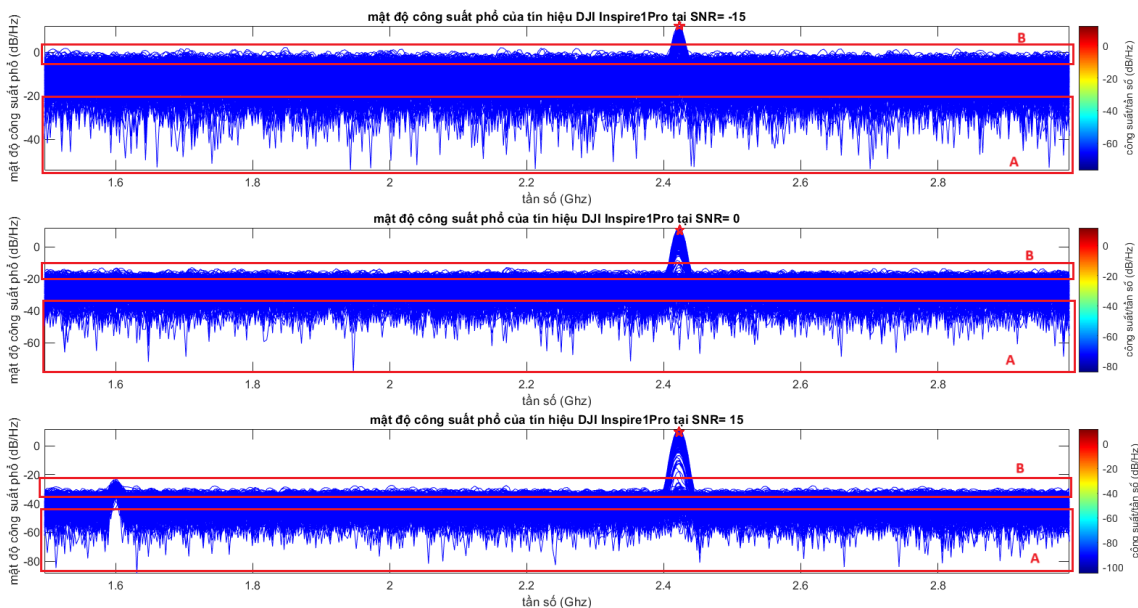 mật độ công suất phổ của tín hiệu DJI Inspire1Pro tại SNR= -15
mật độ công suất phổ (dB/Hz)
0
-20
-40
B
A
1.6
1.8
2
2.2
2.4
2.6
2.8
tần số (Ghz)
0
-20
-40
-60
công suất/tần số (dB/Hz)
mật độ công suất phổ của tín hiệu DJI Inspire1Pro tại SNR= 0
mật độ công suất phổ (dB/Hz)
0
-20
-40
-60
B
A
1.6
1.8
2
2.2
2.4
2.6
2.8
tần số (Ghz)
0
-20
-40
-60
-80
công suất/tần số (dB/Hz)
mật độ công suất phổ của tín hiệu DJI Inspire1Pro tại SNR= 15
mật độ công suất phổ (dB/Hz)
0
-20
-40
-60
-80
B
A
1.6
1.8
2
2.2
2.4
2.6
2.8
tần số (Ghz)
0
-20
-40
-60
-80
-100
công suất/tần số (dB/Hz)